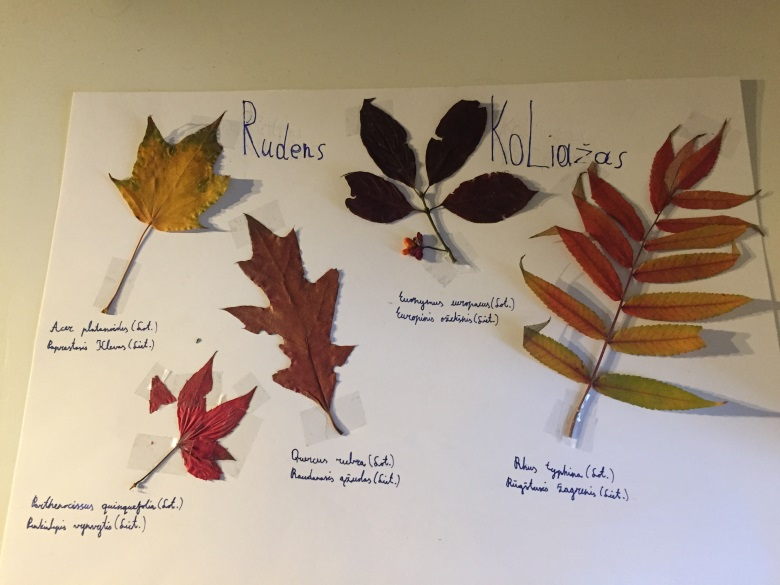 Rudens KoLiažas
Acer platanoides (Lot.)
Paprastasis Klevas (Liet.)
Euonymus europaeus (Lot.)
Europinis ožekšnis (Liet.)
Quercus rubra (Lot.)
Raudonasis ąžuolas (Liet.)
Rhus typhina (Lot.)
Rūgštusis žagrenis (Liet.)
Parthenocissus quinquefolia (Lot.)
Penkialapis vynvytis (Liet.)